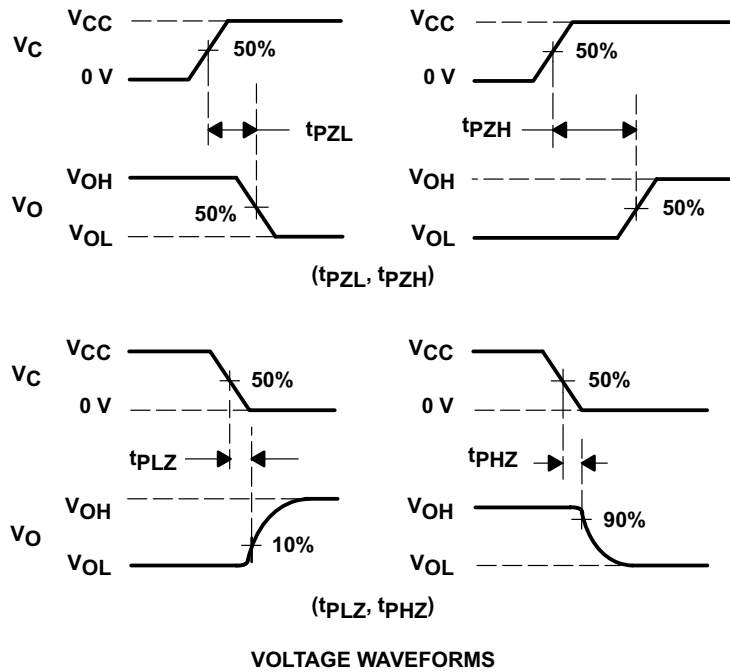 VCC
VC
50%
0 V
tPZL
VOH
VO
50%
VOL
VCC
50%
0 V
tPZH
VOH
50%
VOL
(tPZL, tPZH)
VCC
VC
50%
0 V
tPLZ
VOH
VO
10%
VOL
VCC
50%
0 V
tPHZ
VOH
90%
VOL
(tPLZ, tPHZ)
VOLTAGE WAVEFORMS